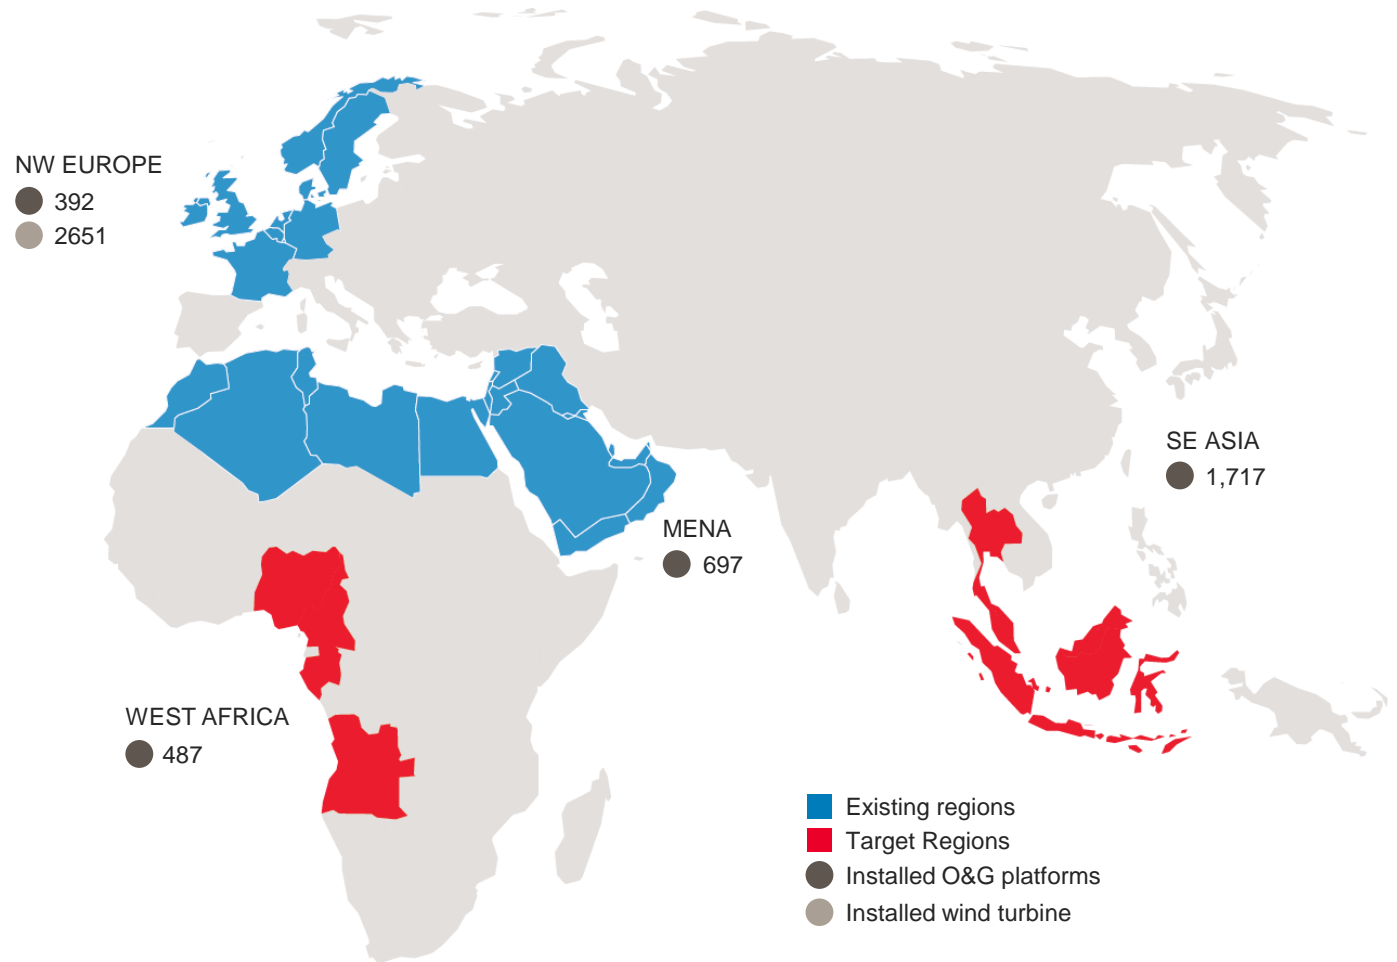 NW EUROPE
392
2651
SE ASIA
1,717
MENA
697
WEST AFRICA
487
Existing regions
Target Regions
Installed O&G platforms
Installed wind turbine